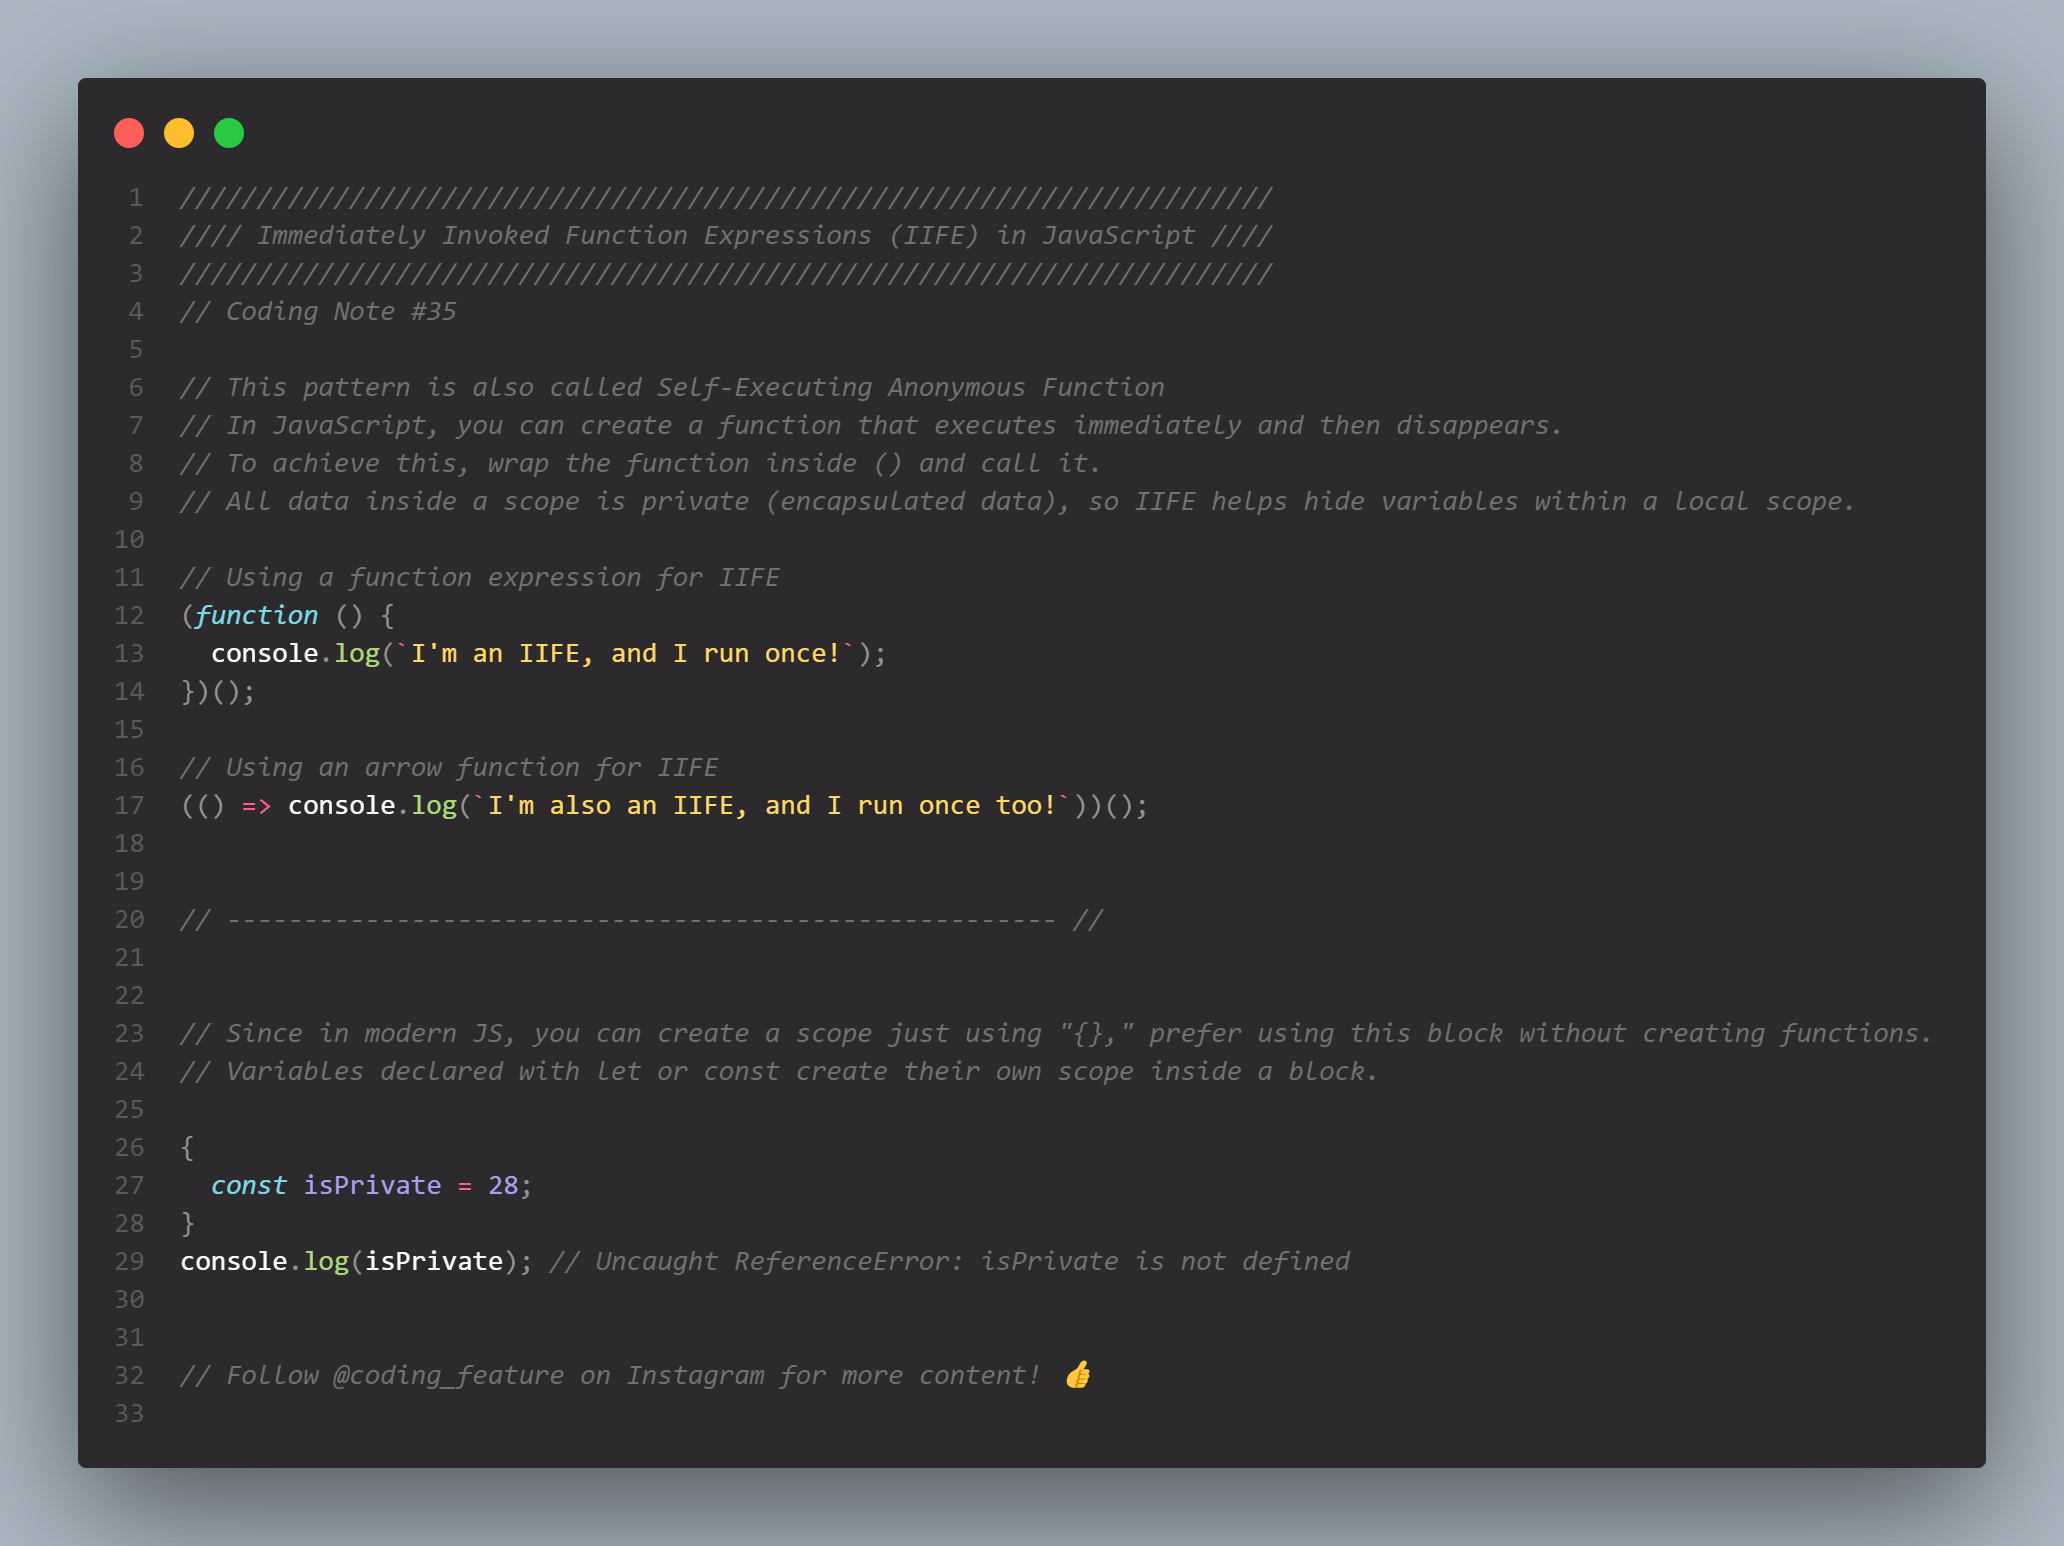 1 ///////////////////////////////////////////////////////////////////////
2 //// Immediately Invoked Function Expressions (IIFE) in JavaScript ////
3 ///////////////////////////////////////////////////////////////////////
4 // Coding Note #35
5
6 // This pattern is also called Self-Executing Anonymous Function
7 // In JavaScript, you can create a function that executes immediately and then disappears.
8 // To achieve this, wrap the function inside () and call it.
9 // All data inside a scope is private (encapsulated data), so IIFE helps hide variables within a local scope.
10
11 // Using a function expression for IIFE
12 (function () {
13   console.log(`I'm an IIFE, and I run once!`);
14 })();
15
16 // Using an arrow function for IIFE
17 (() => console.log(`I'm also an IIFE, and I run once too!`))();
18
19
20 // ------------------------------------------------------ //
21
22
23 // Since in modern JS, you can create a scope just using "{}," prefer using this block without creating functions.
24 // Variables declared with let or const create their own scope inside a block.
25
26 {
27   const isPrivate = 28;
28 }
29 console.log(isPrivate); // Uncaught ReferenceError: isPrivate is not defined
30
31
32 // Follow @coding_feature on Instagram for more content! 👍
33